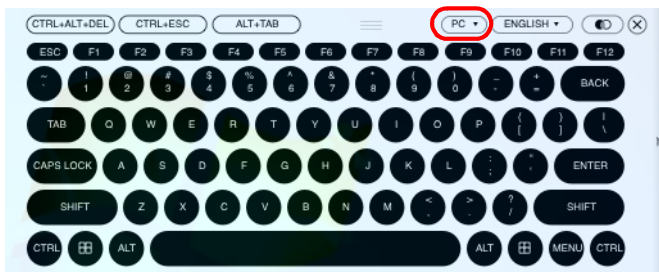 CTRL+ALT+DEL CTRL+ESC ALT+TAB PC ▼ ENGLISH ▼
ESC F1 F2 F3 F4 F5 F6 F7 F8 F9 F10 F11 F12
~ ! @ # $ % ^ & * ( ) _ +
` 1 2 3 4 5 6 7 8 9 0 - = BACK
TAB Q W E R T Y U I O P { } |
[ ] \
CAPS LOCK A S D F G H J K L : "
; ' ENTER
SHIFT Z X C V B N M < > ? SHIFT
, . /
CTRL ALT ALT MENU CTRL